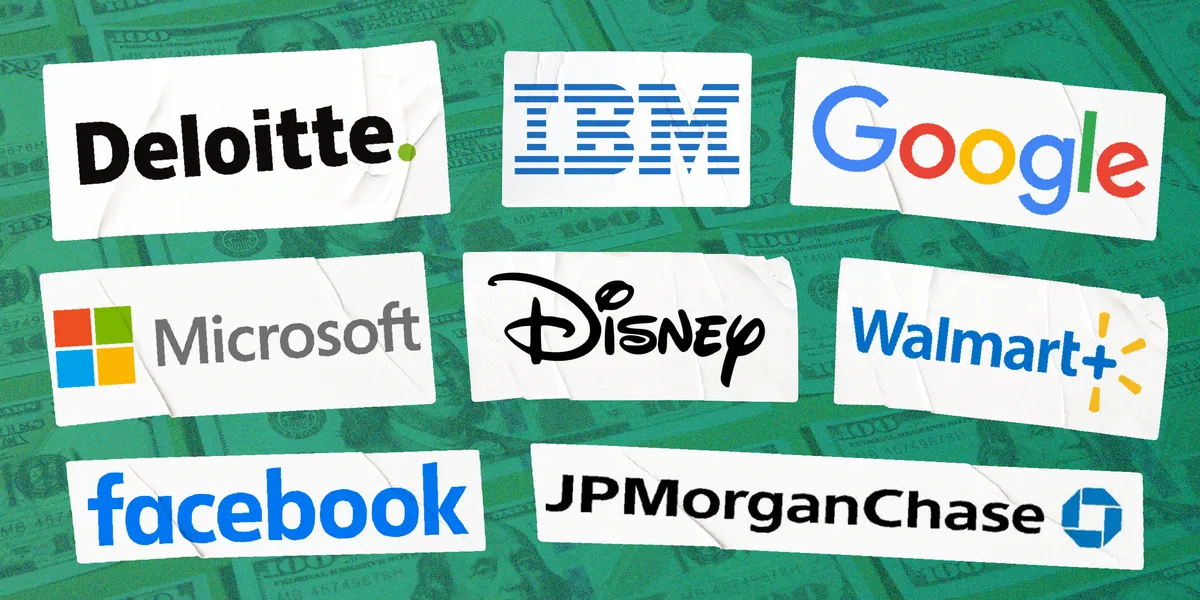 Deloitte.
IBM
Google
Microsoft
Disney
Walmart+
facebook
JPMorganChase